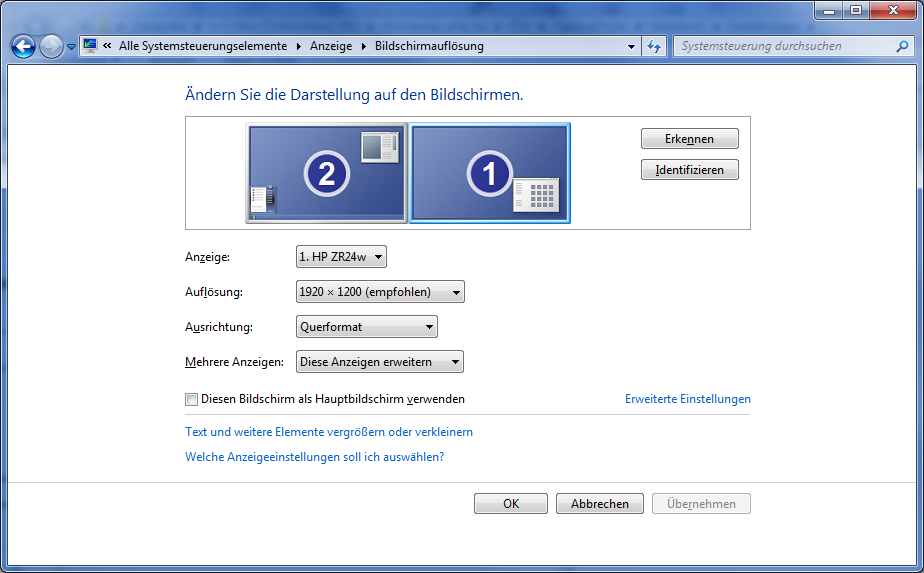 « Alle Systemsteuerungselemente ▸ Anzeige ▸ Bildschirmauflösung
Systemsteuerung durchsuchen
Ändern Sie die Darstellung auf den Bildschirmen.
2
1
Erkennen
Identifizieren
Anzeige: 1. HP ZR24w
Auflösung: 1920 × 1200 (empfohlen)
Ausrichtung: Querformat
Mehrere Anzeigen: Diese Anzeigen erweitern
Diesen Bildschirm als Hauptbildschirm verwenden Erweiterte Einstellungen
Text und weitere Elemente vergrößern oder verkleinern
Welche Anzeigeeinstellungen soll ich auswählen?
OK Abbrechen Übernehmen